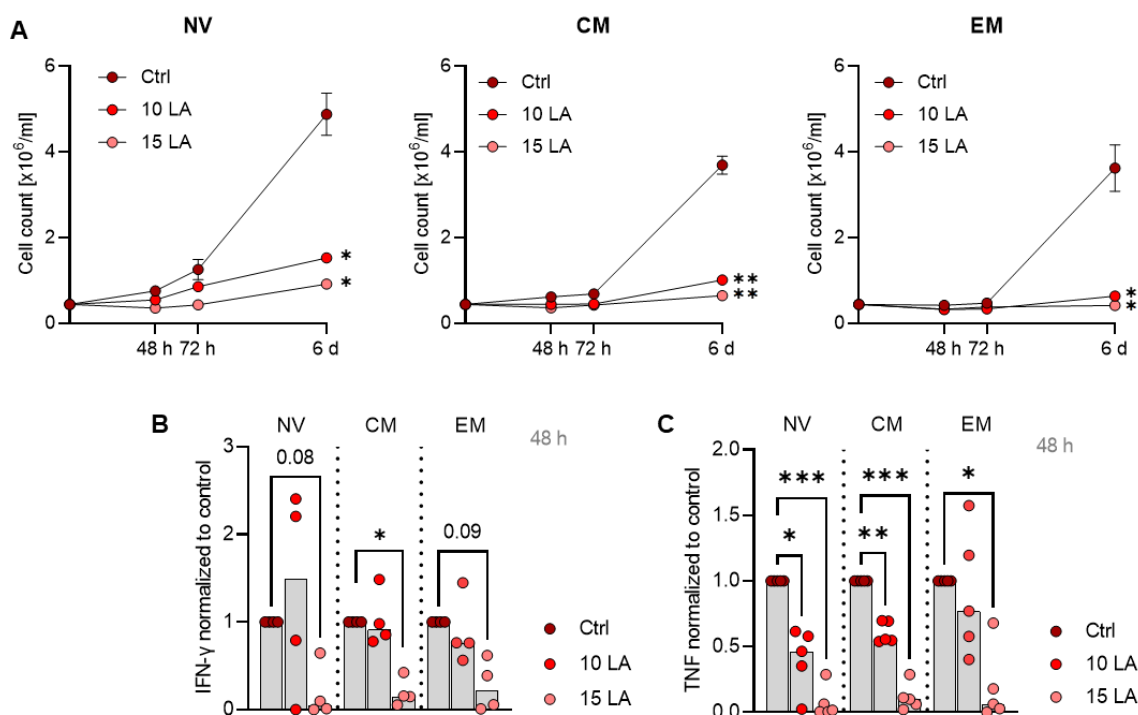 A
NV
CM
EM
Cell count [x10⁶/ml]
6
4
2
0
Ctrl
10 LA
15 LA
*
*
48 h 72 h
6 d
Cell count [x10⁶/ml]
6
4
2
0
Ctrl
10 LA
15 LA
**
**
48 h 72 h
6 d
Cell count [x10⁶/ml]
6
4
2
0
Ctrl
10 LA
15 LA
*
*
48 h 72 h
6 d
B
NV
CM
EM
48 h
IFN-γ normalized to control
3
2
1
0
0.08
*
0.09
Ctrl
10 LA
15 LA
C
NV
CM
EM
48 h
TNF normalized to control
2.0
1.5
1.0
0.5
0.0
***
*
***
**
*
Ctrl
10 LA
15 LA